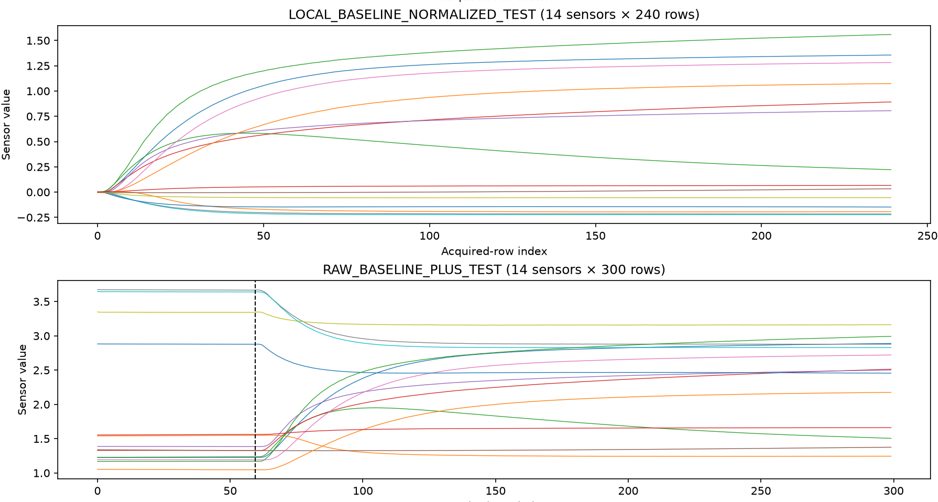 LOCAL_BASELINE_NORMALIZED_TEST (14 sensors × 240 rows)
Sensor value
1.50
1.25
1.00
0.75
0.50
0.25
0.00
−0.25
0 50 100 150 200 250
Acquired-row index
RAW_BASELINE_PLUS_TEST (14 sensors × 300 rows)
Sensor value
3.5
3.0
2.5
2.0
1.5
1.0
0 50 100 150 200 250 300